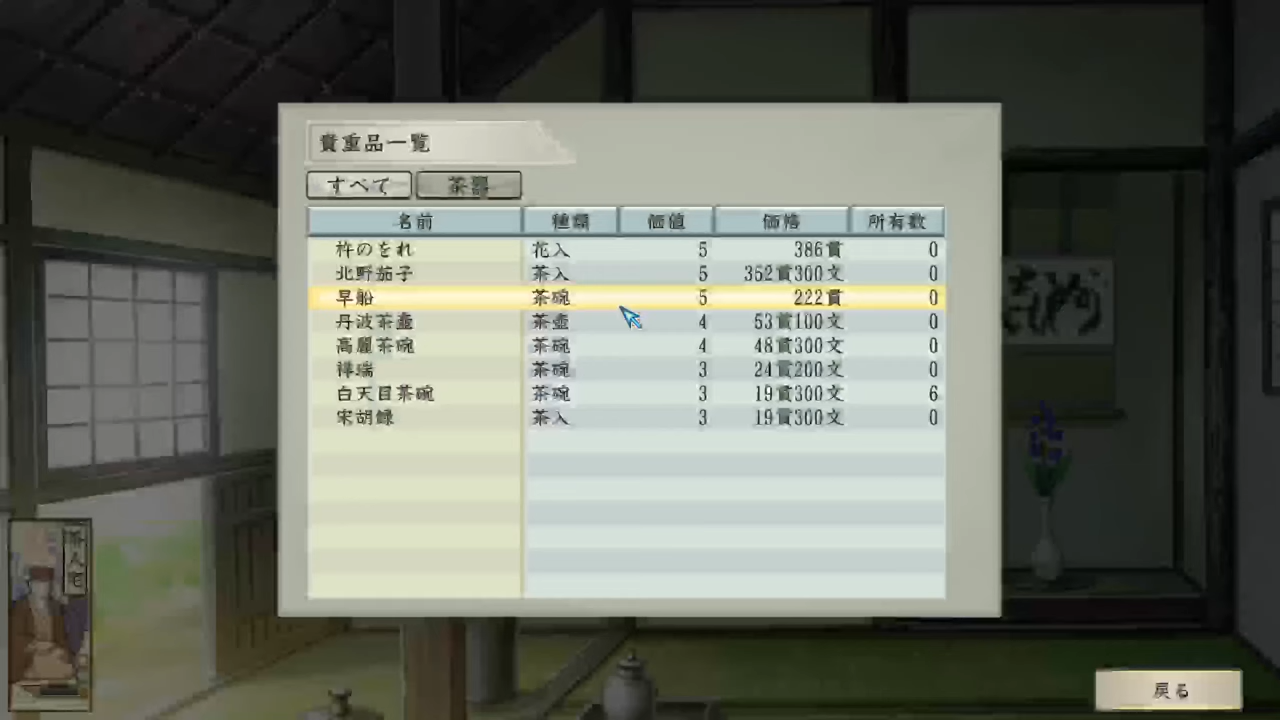 貴重品一覧
すべて 茶器
名前 種類 価値 価格 所有数
杵のをれ 花入 5 386貫 0
北野茄子 茶入 5 352貫300文 0
早船 茶碗 5 222貫 0
丹波茶壷 茶壷 4 53貫100文 0
高麗茶碗 茶碗 4 48貫300文 0
祥瑞 茶碗 3 24貫200文 0
白天目茶碗 茶碗 3 19貫300文 6
宋胡録 茶入 3 19貫300文 0
茶人宅
戻る